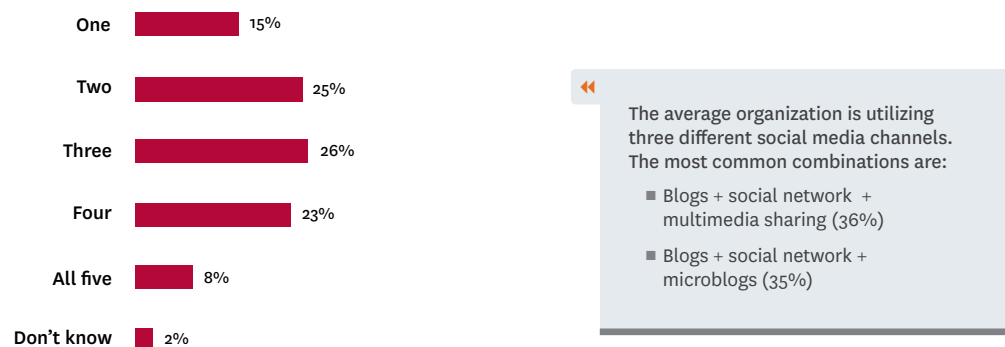 One 15%
Two 25%
Three 26%
Four 23%
All five 8%
Don’t know 2%
The average organization is utilizing
three different social media channels.
The most common combinations are:
■ Blogs + social network +
multimedia sharing (36%)
■ Blogs + social network +
microblogs (35%)